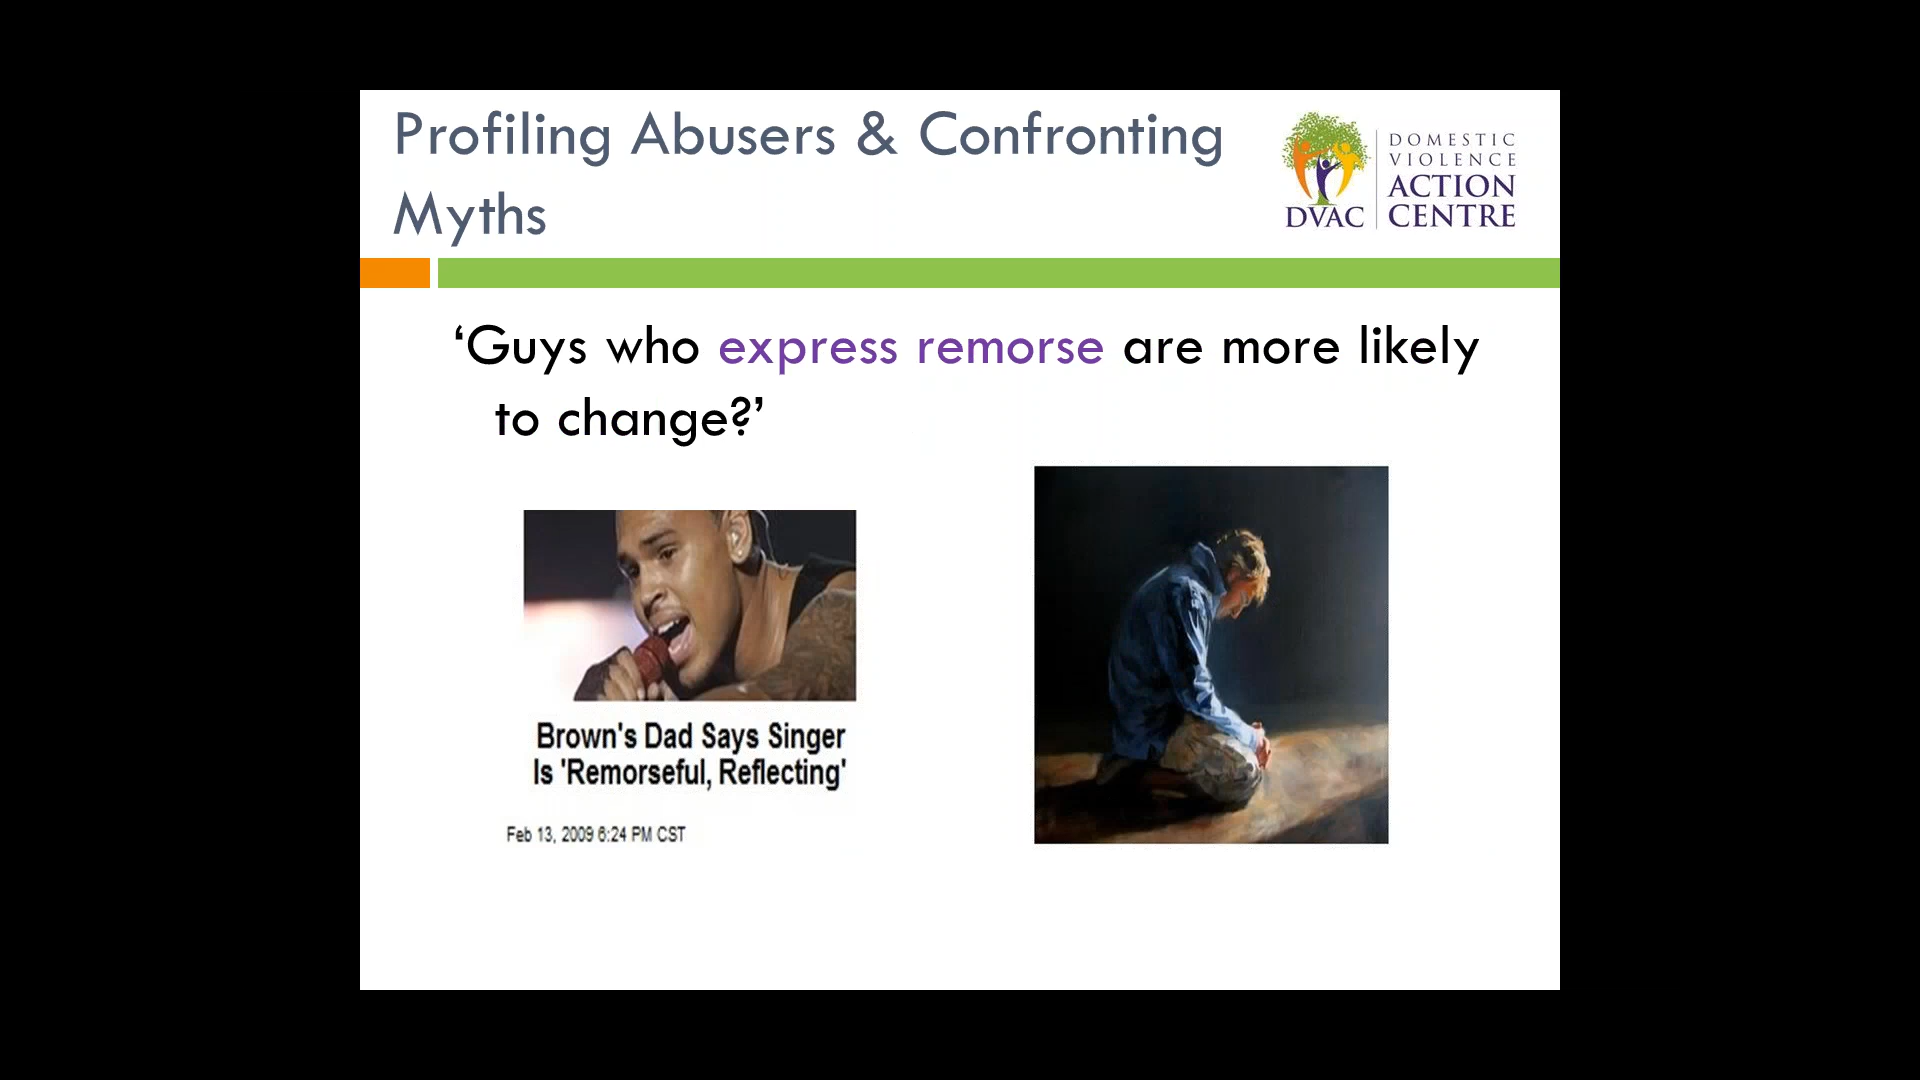 Profiling Abusers & Confronting
Myths
DOMESTIC
VIOLENCE
ACTION
CENTRE
DVAC
‘Guys who express remorse are more likely
to change?’
Brown's Dad Says Singer
Is 'Remorseful, Reflecting'
Feb 13, 2009 6:24 PM CST